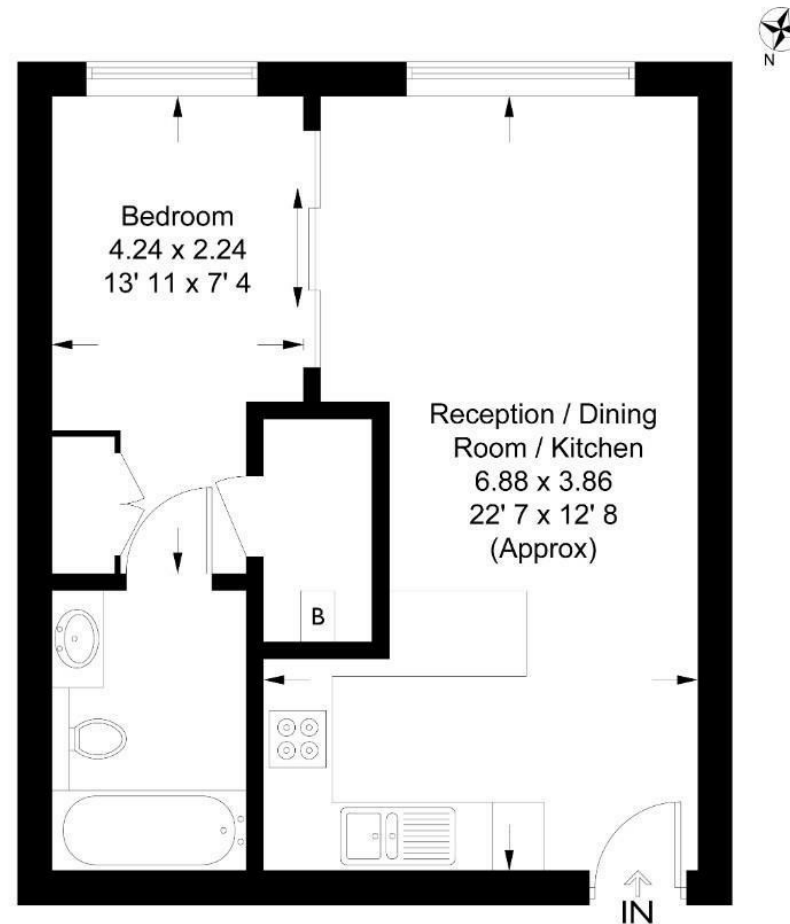 N
Bedroom
4.24 x 2.24
13' 11 x 7' 4
Reception / Dining
Room / Kitchen
6.88 x 3.86
22' 7 x 12' 8
(Approx)
B
IN